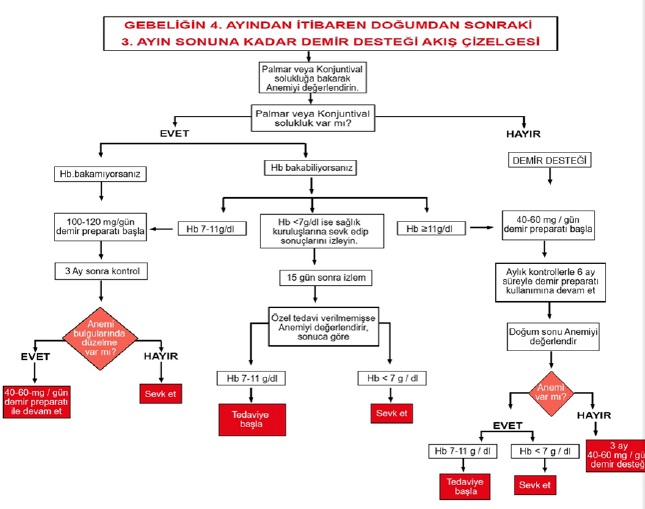 GEBELİĞİN 4. AYINDAN İTİBAREN DOĞUMDAN SONRAKİ
3. AYIN SONUNA KADAR DEMİR DESTEĞİ AKIŞ ÇİZELGESİ
Palmar veya Konjuntival
solukluğa bakarak
Anemiyi değerlendirin.
Palmar veya Konjuntival
solukluk var mı?
EVET
HAYIR
Hb.bakamıyorsanız
Hb bakabiliyorsanız
DEMİR DESTEĞİ
100-120 mg/gün
demir preparatı başla
Hb 7-11g/dl
Hb <7g/dl ise sağlık
kuruluşlarına sevk edip
sonuçlarını izleyin.
Hb ≥11g/dl
40-60 mg / gün
demir preparatı başla
3 Ay sonra kontrol
15 gün sonra izlem
Aylık kontrollerle 6 ay
süreyle demir preparatı
kullanımına devam et
Anemi
bulgularında
düzelme
var mı?
EVET
HAYIR
Özel tedavi verilmemişse
Anemiyi değerlendirir,
sonuca göre
Doğum sonu Anemiyi
değerlendir
40-60-mg / gün
demir preparatı
ile devam et
Sevk et
Hb 7-11 g/dl
Hb < 7 g / dl
Tedaviye
başla
Sevk et
Anemi
var mı?
EVET
HAYIR
Hb 7-11 g / dl
Hb < 7 g / dl
3 ay
40-60 mg / gü
demir desteğ
Tedaviye
başla
Sevk et